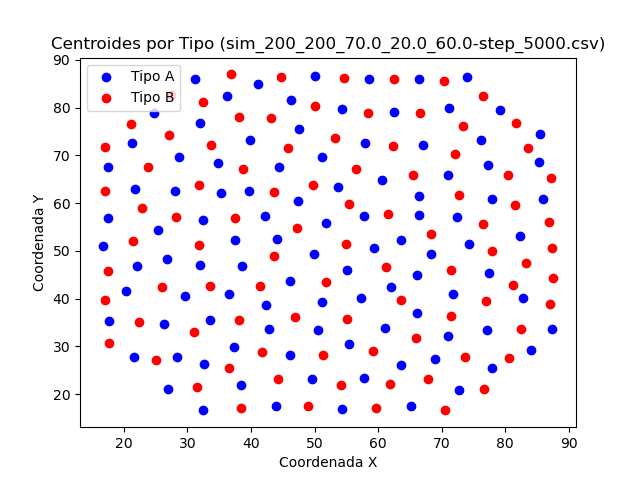 Centroides por Tipo (sim_200_200_70.0_20.0_60.0-step_5000.csv)
Tipo A
Tipo B
90
80
70
60
50
40
30
20
Coordenada Y
20 30 40 50 60 70 80 90
Coordenada X